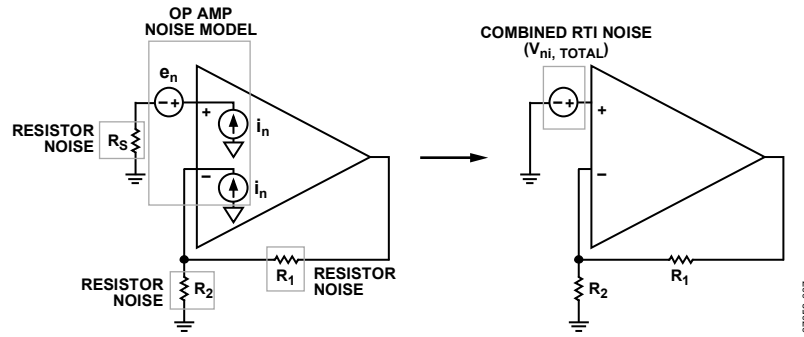 OP AMP
NOISE MODEL
COMBINED RTI NOISE
(Vni, TOTAL)
en
− +
− +
+
in
+
RESISTOR
NOISE
RS
−
in
−
R1
RESISTOR
NOISE
R1
RESISTOR
NOISE
R2
R2